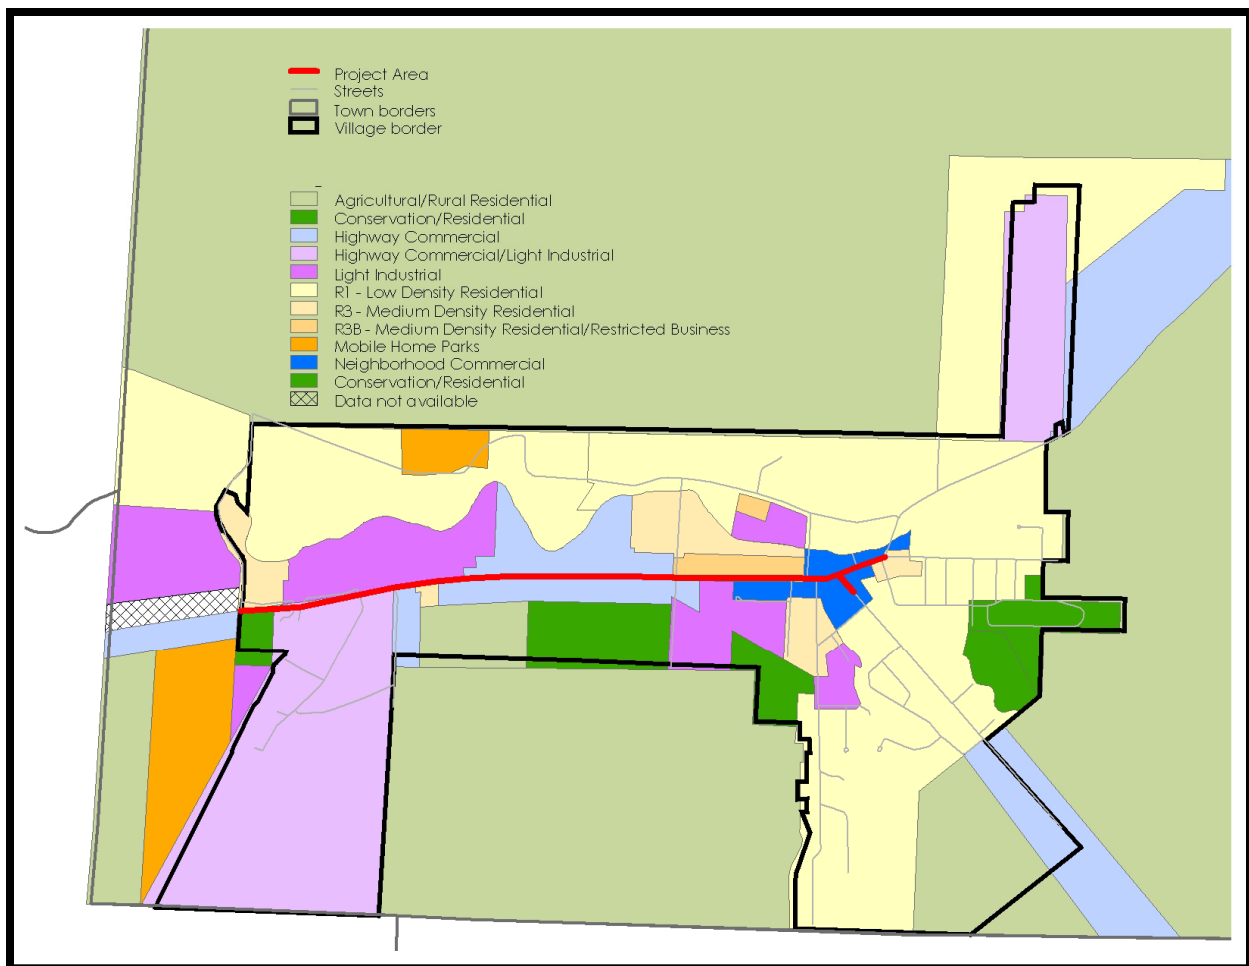 Project Area
Streets
Town borders
Village border
Agricultural/Rural Residential
Conservation/Residential
Highway Commercial
Highway Commercial/Light Industrial
Light Industrial
R1 - Low Density Residential
R3 - Medium Density Residential
R3B - Medium Density Residential/Restricted Business
Mobile Home Parks
Neighborhood Commercial
Conservation/Residential
Data not available